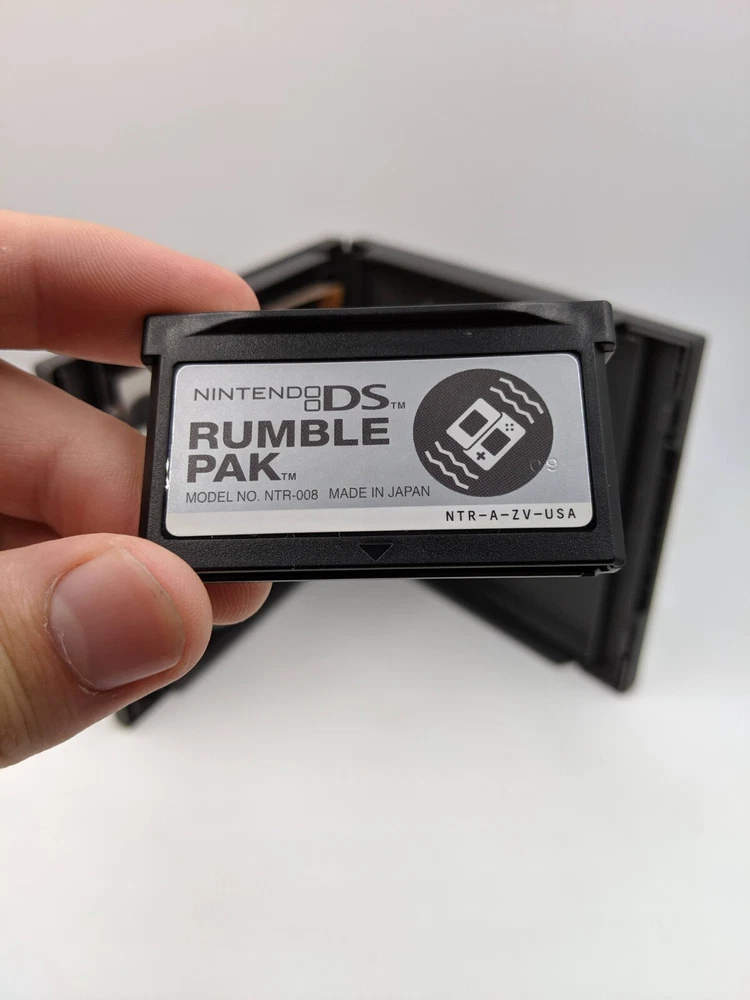 NINTENDO DS™
RUMBLE
PAK™
MODEL NO. NTR-008 MADE IN JAPAN
09
NTR-A-ZV-USA